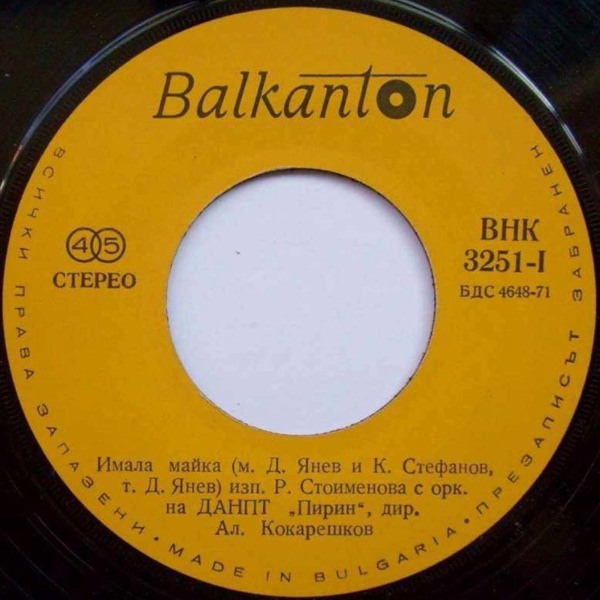 Balkanton
45
СТЕРЕО
ВНК
3251-I
БДС 4648-71
Имала майка (м. Д. Янев и К. Стефанов,
т. Д. Янев) изп. Р. Стоименова с орк.
на ДАНПТ „Пирин“, дир.
Ал. Кокарешков
ВСИЧКИ ПРАВА ЗАПАЗЕНИ • MADE IN BULGARIA • ПРЕЗАПИСЪТ ЗАБРАНЕН